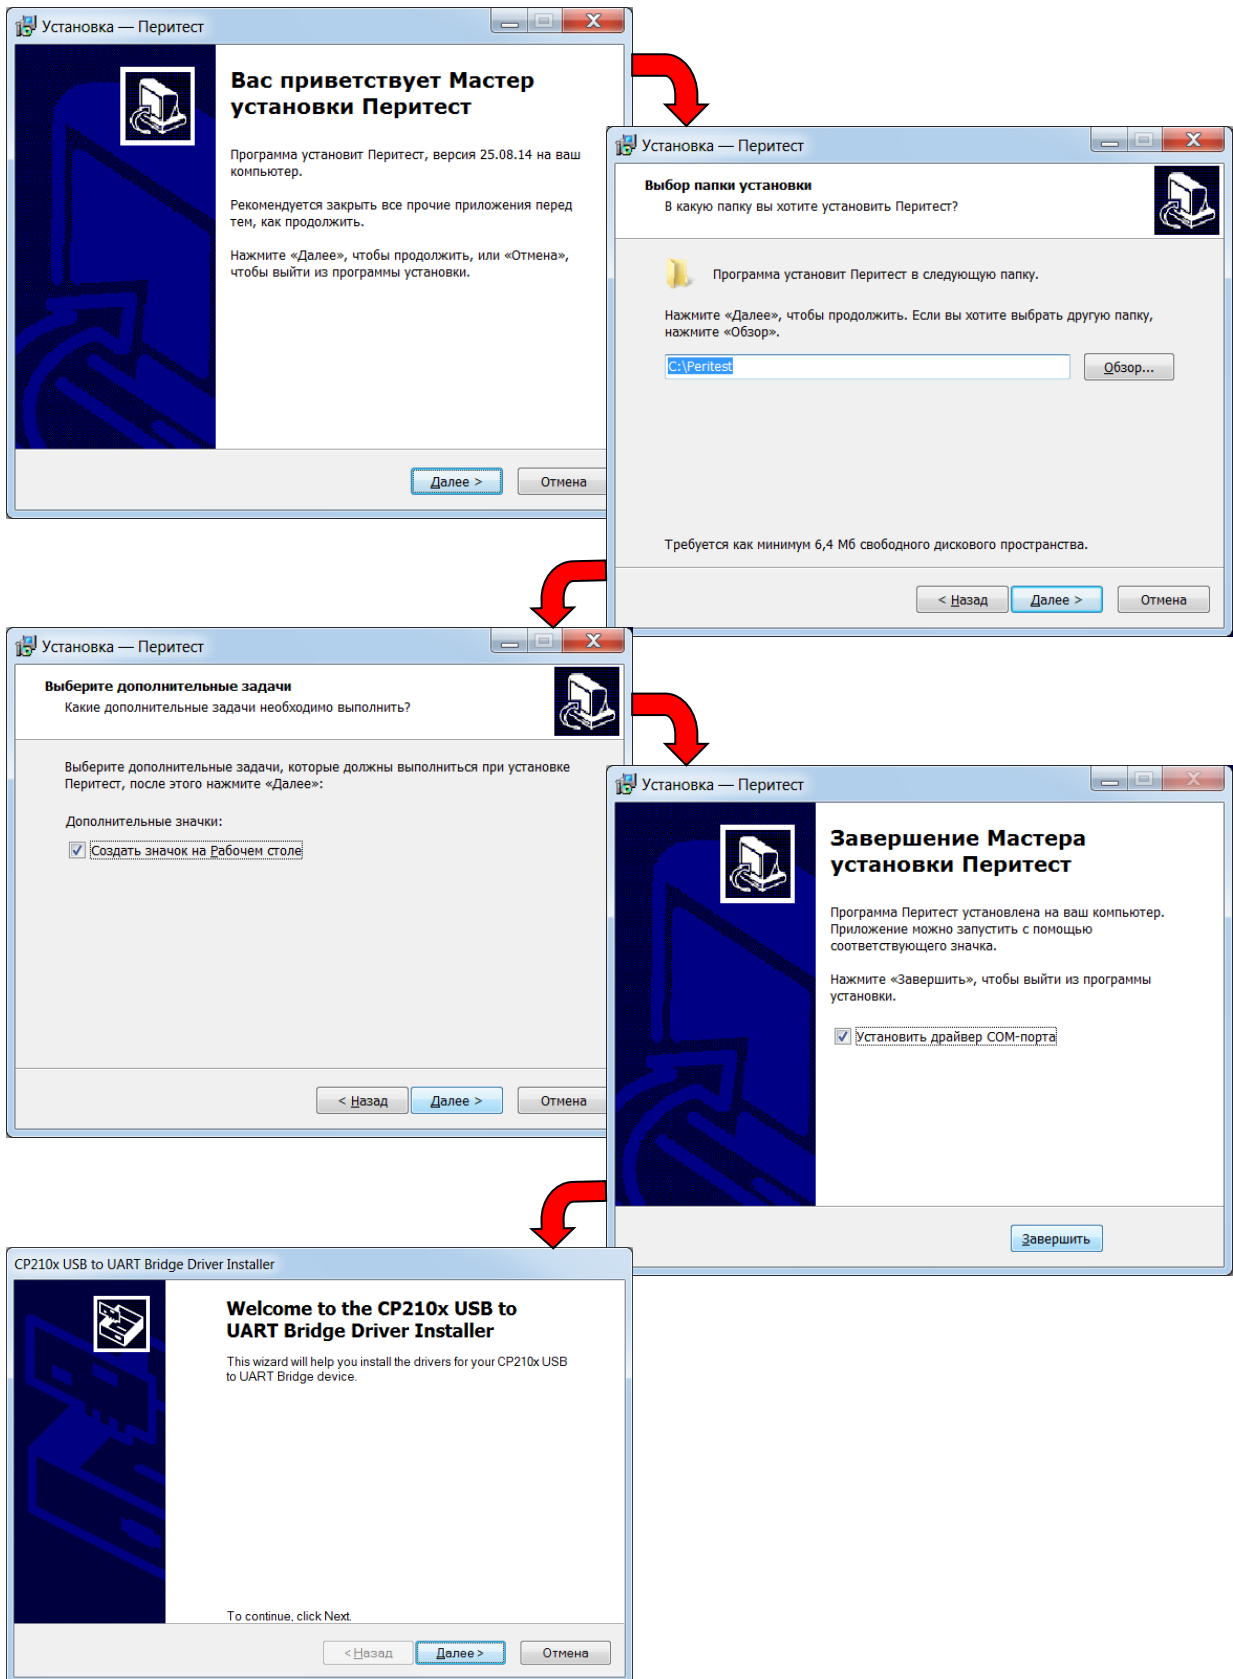 Установка — Перитест
Вас приветствует Мастер
установки Перитест
Программа установит Перитест, версия 25.08.14 на ваш
компьютер.
Рекомендуется закрыть все прочие приложения перед
тем, как продолжить.
Нажмите «Далее», чтобы продолжить, или «Отмена»,
чтобы выйти из программы установки.
Далее >
Отмена
Установка — Перитест
Выбор папки установки
В какую папку вы хотите установить Перитест?
Программа установит Перитест в следующую папку.
Нажмите «Далее», чтобы продолжить. Если вы хотите выбрать другую папку,
нажмите «Обзор».
C:\Peritest
Обзор...
Требуется как минимум 6,4 Мб свободного дискового пространства.
< Назад
Далее >
Отмена
Установка — Перитест
Выберите дополнительные задачи
Какие дополнительные задачи необходимо выполнить?
Выберите дополнительные задачи, которые должны выполниться при установке
Перитест, после этого нажмите «Далее»:
Дополнительные значки:
Создать значок на Рабочем столе
< Назад
Далее >
Отмена
Установка — Перитест
Завершение Мастера
установки Перитест
Программа Перитест установлена на ваш компьютер.
Приложение можно запустить с помощью
соответствующего значка.
Нажмите «Завершить», чтобы выйти из программы
установки.
Установить драйвер COM-порта
Завершить
CP210x USB to UART Bridge Driver Installer
Welcome to the CP210x USB to
UART Bridge Driver Installer
This wizard will help you install the drivers for your CP210x USB
to UART Bridge device.
To continue, click Next.
< Назад
Далее >
Отмена